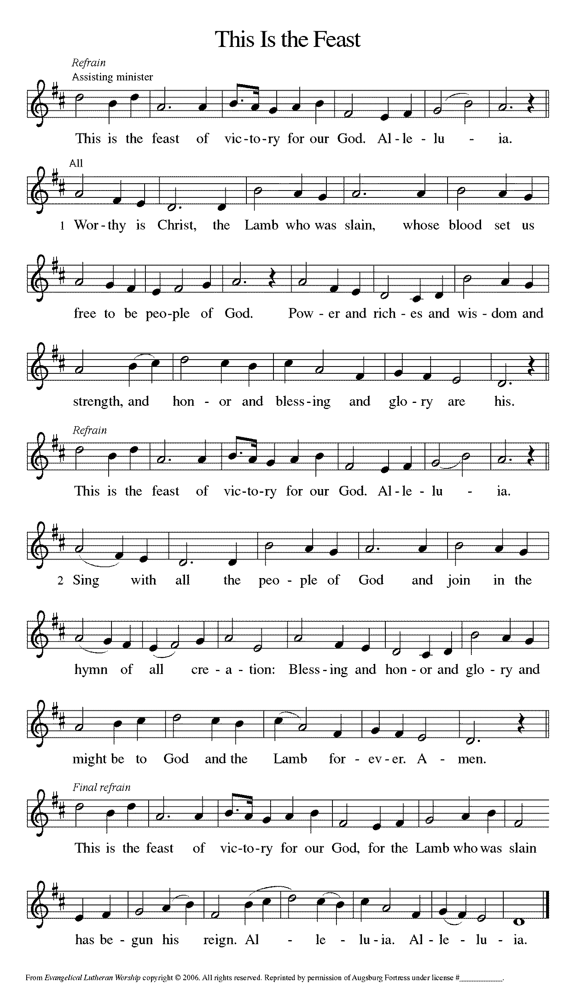 This Is the Feast
Refrain
Assisting minister
This is the feast of vic-to-ry for our God. Al-le-lu-ia.
All
1 Wor-thy is Christ, the Lamb who was slain, whose blood set us
free to be peo-ple of God. Pow-er and rich-es and wis-dom and
strength, and hon-or and bless-ing and glo-ry are his.
Refrain
This is the feast of vic-to-ry for our God. Al-le-lu-ia.
2 Sing with all the peo-ple of God and join in the
hymn of all cre-a-tion: Bless-ing and hon-or and glo-ry and
might be to God and the Lamb for-ev-er. A-men.
Final refrain
This is the feast of vic-to-ry for our God, for the Lamb who was slain
has be-gun his reign. Al-le-lu-ia. Al-le-lu-ia.
From Evangelical Lutheran Worship copyright © 2006. All rights reserved. Reprinted by permission of Augsburg Fortress under license #___________.